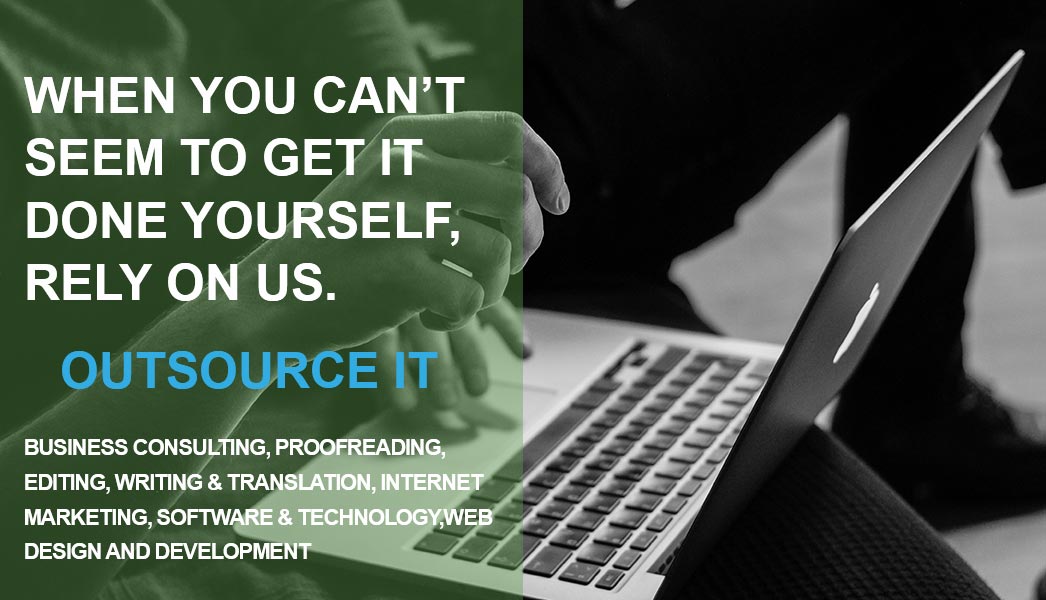 WHEN YOU CAN’T
SEEM TO GET IT
DONE YOURSELF,
RELY ON US.
OUTSOURCE IT
BUSINESS CONSULTING, PROOFREADING,
EDITING, WRITING & TRANSLATION, INTERNET
MARKETING, SOFTWARE & TECHNOLOGY,WEB
DESIGN AND DEVELOPMENT